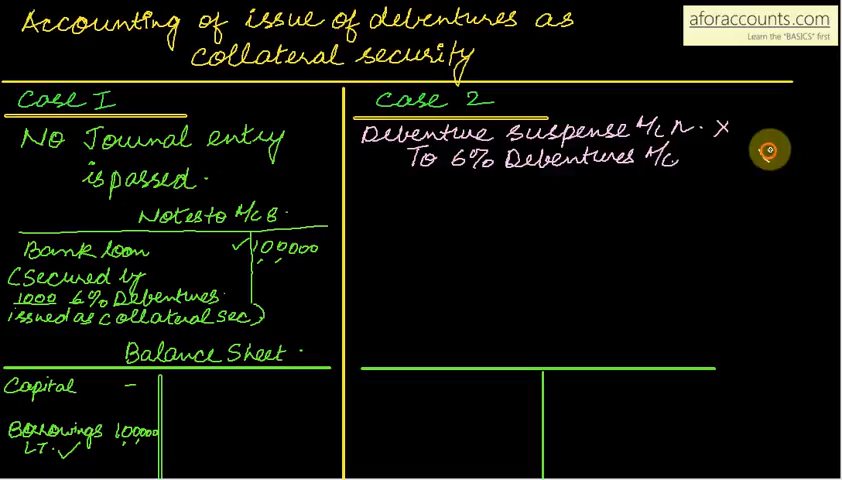 Accounting of issue of debentures as
collateral security
aforaccounts.com
Learn the "BASICS" first
Case I
No Journal entry
is passed.
Notes to A/c s.
Bank loan ✓ 100000
(Secured by
1000 6% Debentures
issued as collateral sec)
Balance Sheet
Capital —
Borrowings 100000
LT. ✓
Case 2
Debenture suspense A/c Dr. X
To 6% Debentures A/c